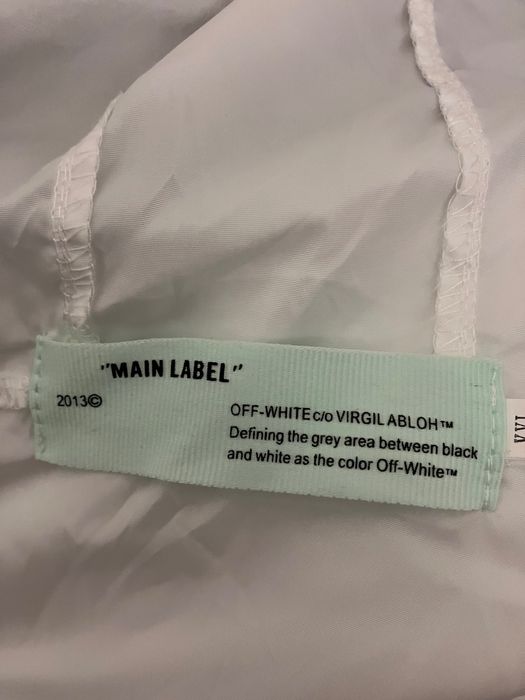 "MAIN LABEL"
2013©
OFF-WHITE c/o VIRGIL ABLOH™
Defining the grey area between black
and white as the color Off-White™